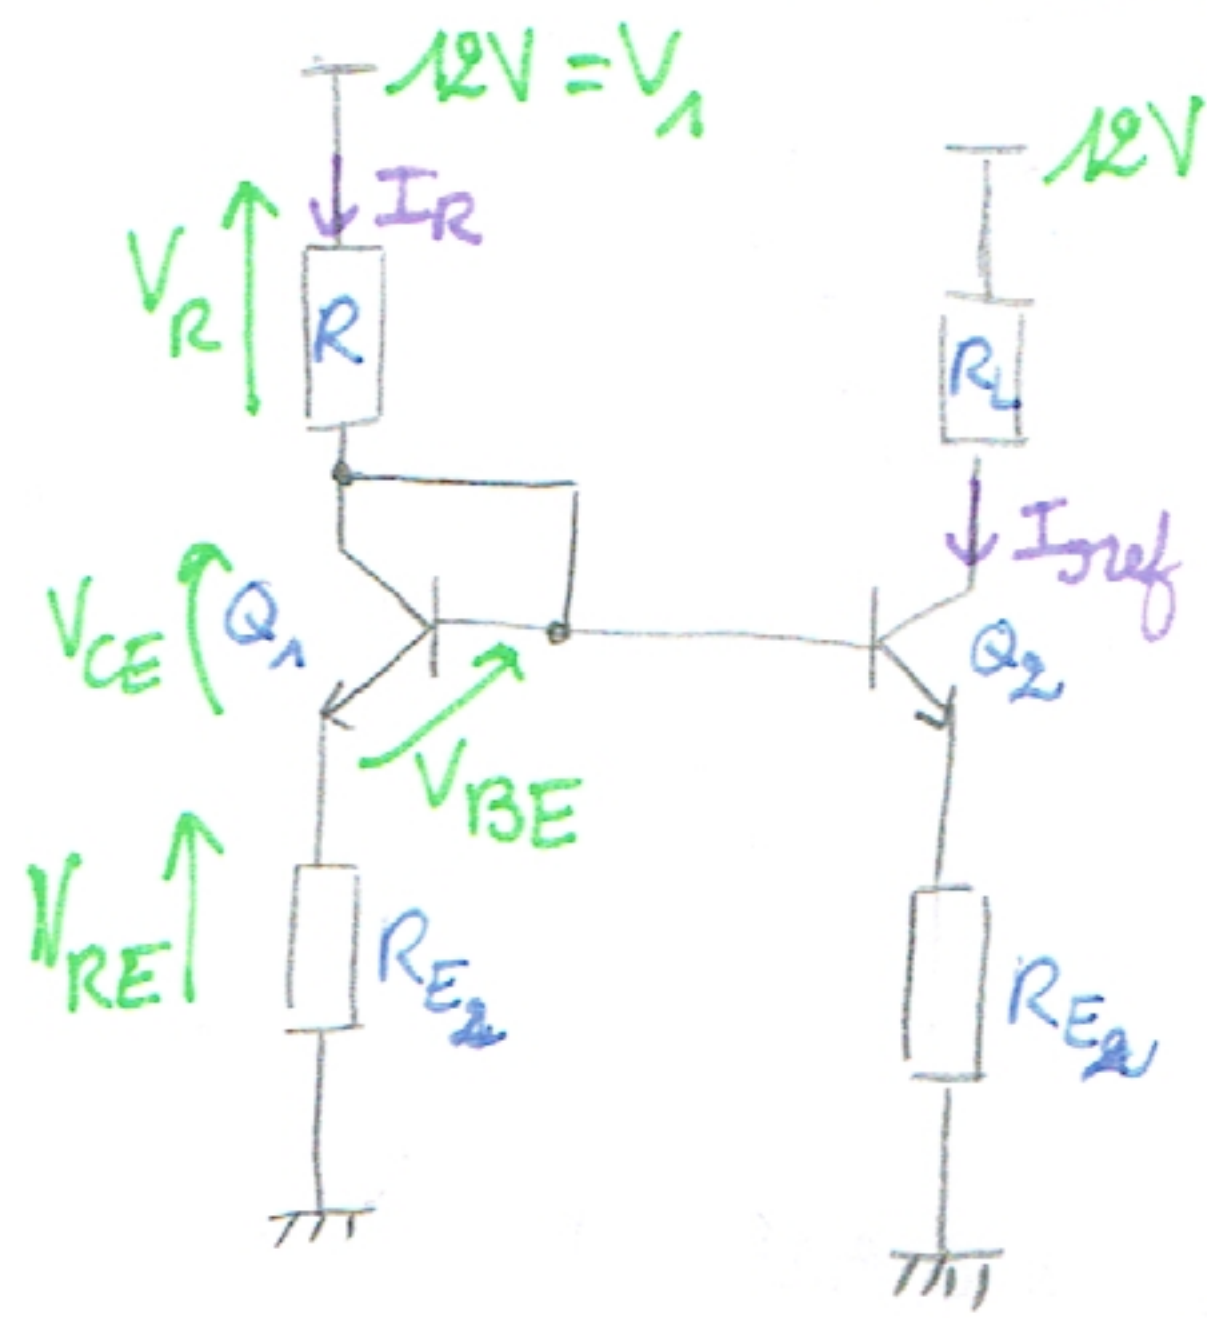 12V = V1
12V
IR
VR
R
RL
Iref
VCE
Q1
Q2
VBE
VRE
RE2
RE2